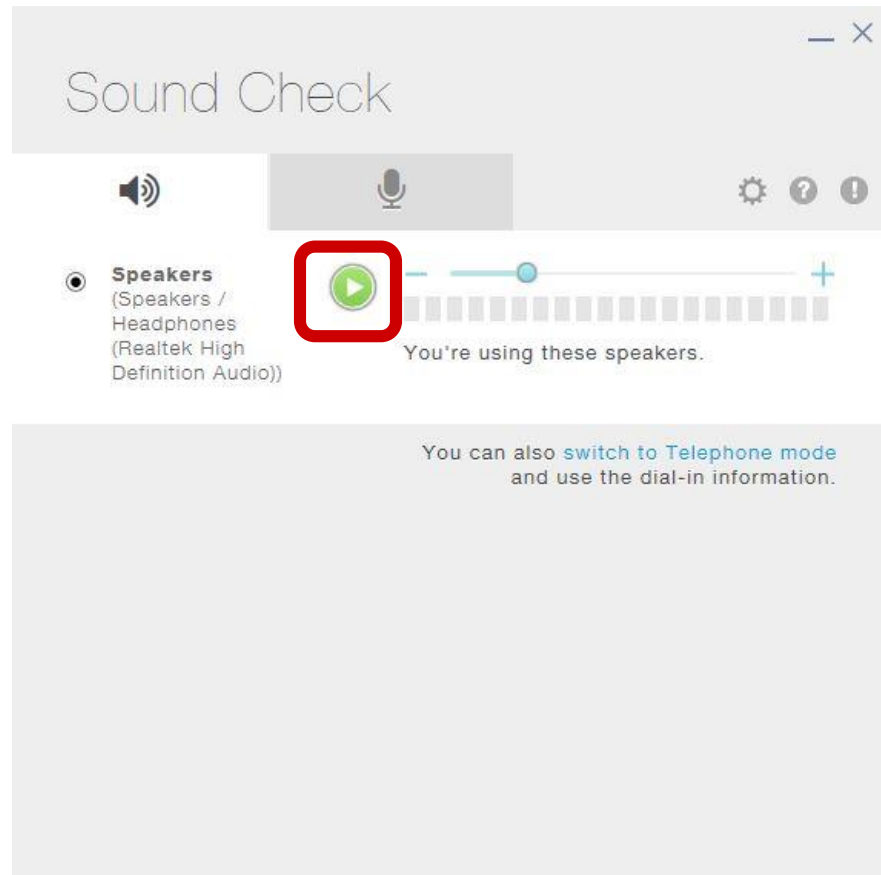 Sound Check
Speakers
(Speakers /
Headphones
(Realtek High
Definition Audio))
You're using these speakers.
You can also switch to Telephone mode
and use the dial-in information.